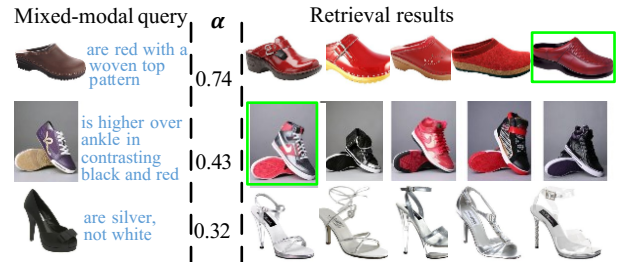 Mixed-modal query
α
Retrieval results
are red with a
woven top
pattern
0.74
is higher over
ankle in
contrasting
black and red
0.43
are silver,
not white
0.32